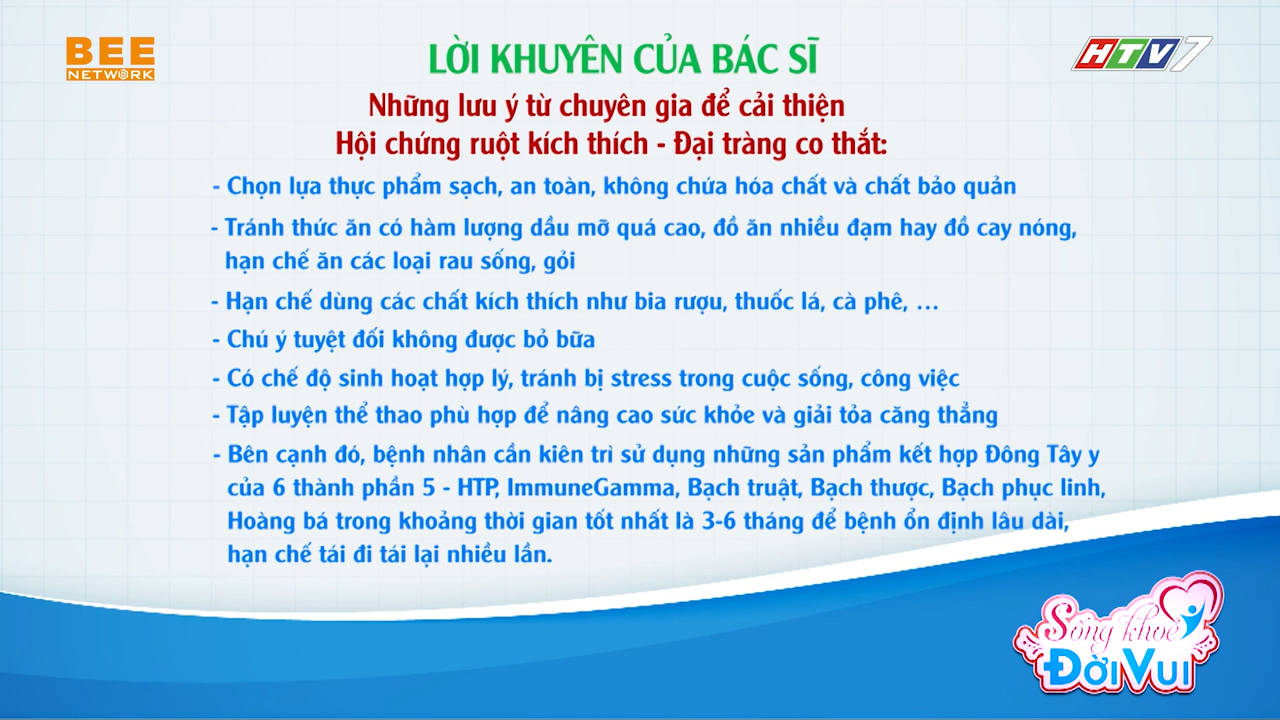 BEE
NETWORK
HTV7
LỜI KHUYÊN CỦA BÁC SĨ
Những lưu ý từ chuyên gia để cải thiện
Hội chứng ruột kích thích - Đại tràng co thắt:
- Chọn lựa thực phẩm sạch, an toàn, không chứa hóa chất và chất bảo quản
- Tránh thức ăn có hàm lượng dầu mỡ quá cao, đồ ăn nhiều đạm hay đồ cay nóng,
hạn chế ăn các loại rau sống, gỏi
- Hạn chế dùng các chất kích thích như bia rượu, thuốc lá, cà phê, ...
- Chú ý tuyệt đối không được bỏ bữa
- Có chế độ sinh hoạt hợp lý, tránh bị stress trong cuộc sống, công việc
- Tập luyện thể thao phù hợp để nâng cao sức khỏe và giải tỏa căng thẳng
- Bên cạnh đó, bệnh nhân cần kiên trì sử dụng những sản phẩm kết hợp Đông Tây y
của 6 thành phần 5 - HTP, ImmuneGamma, Bạch truật, Bạch thược, Bạch phục linh,
Hoàng bá trong khoảng thời gian tốt nhất là 3-6 tháng để bệnh ổn định lâu dài,
hạn chế tái đi tái lại nhiều lần.
Sống khoẻ
ĐỜI VUI